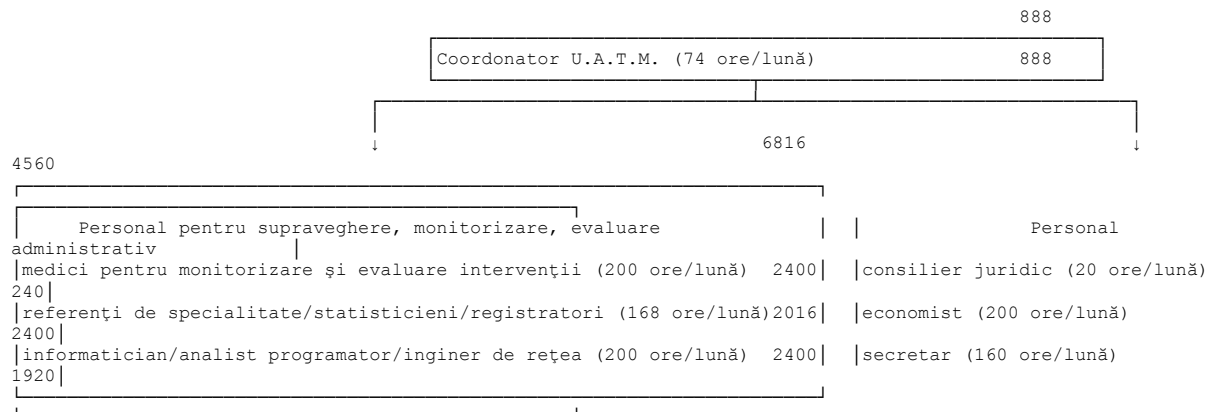 888
Coordonator U.A.T.M. (74 ore/lună) 888
6816
4560
Personal pentru supraveghere, monitorizare, evaluare Personal
administrativ
medici pentru monitorizare şi evaluare intervenţii (200 ore/lună) 2400 consilier juridic (20 ore/lună)
240
referenţi de specialitate/statisticieni/registratori (168 ore/lună)2016 economist (200 ore/lună)
2400
informatician/analist programator/inginer de reţea (200 ore/lună) 2400 secretar (160 ore/lună)
1920